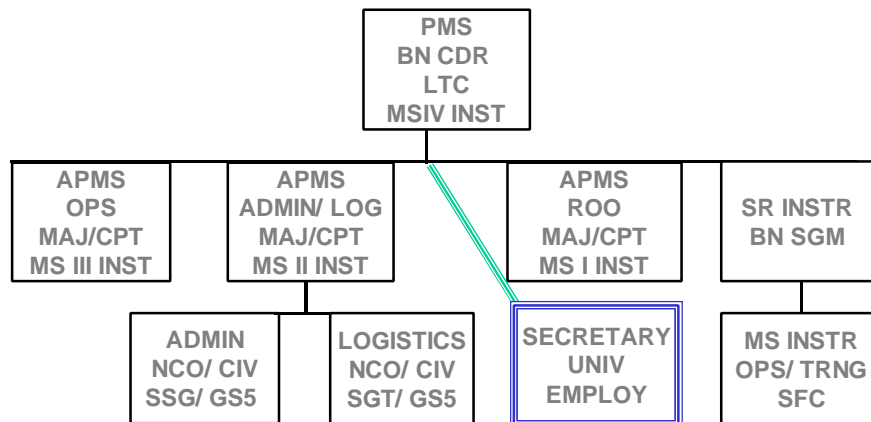 PMS
BN CDR
LTC
MSIV INST
APMS
OPS
MAJ/CPT
MS III INST
APMS
ADMIN/ LOG
MAJ/CPT
MS II INST
APMS
ROO
MAJ/CPT
MS I INST
SR INSTR
BN SGM
ADMIN
NCO/ CIV
SSG/ GS5
LOGISTICS
NCO/ CIV
SGT/ GS5
SECRETARY
UNIV
EMPLOY
MS INSTR
OPS/ TRNG
SFC